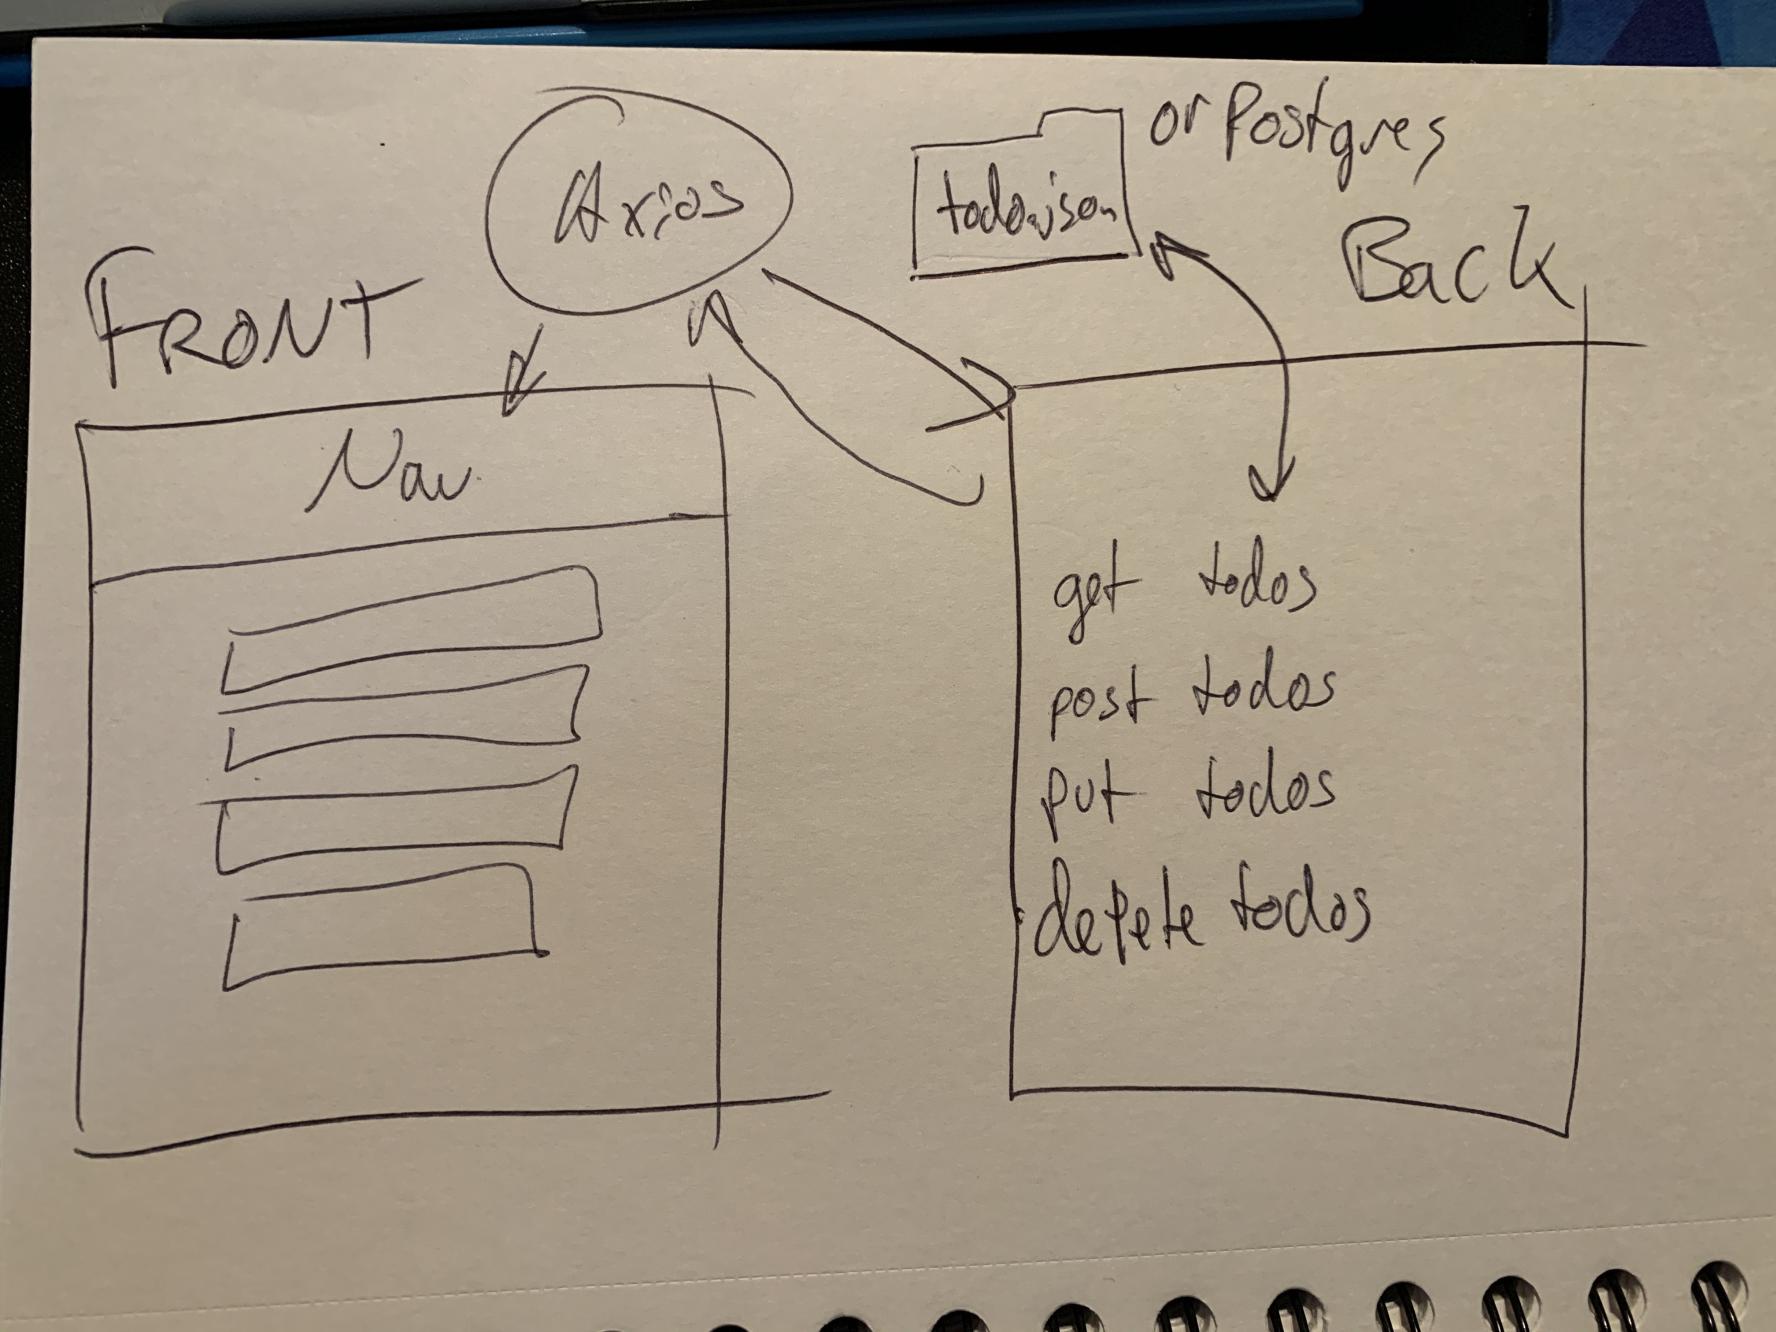 Axios
todo.json
or Postgres
Back
FRONT
Nav
get todos
post todos
put todos
delete todos